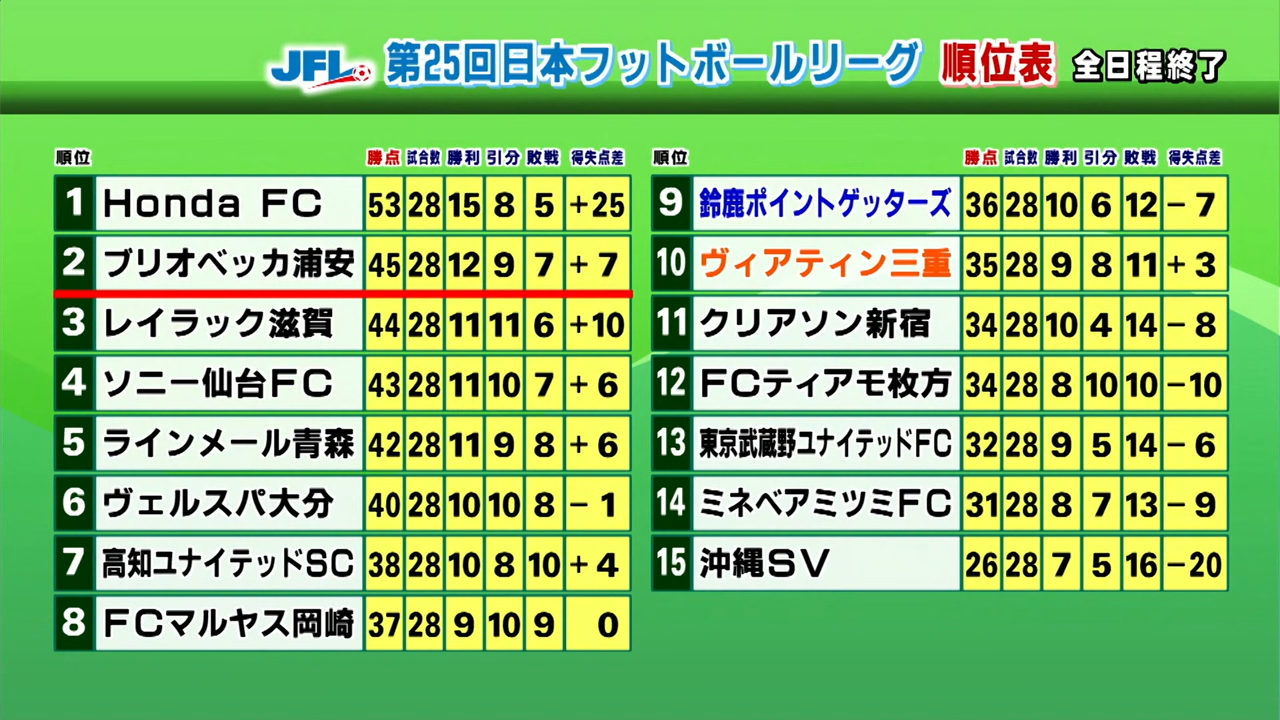 JFL 第25回日本フットボールリーグ 順位表 全日程終了
順位 勝点 試合数 勝利 引分 敗戦 得失点差
1 Honda FC 53 28 15 8 5 +25
2 ブリオベッカ浦安 45 28 12 9 7 +7
3 レイラック滋賀 44 28 11 11 6 +10
4 ソニー仙台FC 43 28 11 10 7 +6
5 ラインメール青森 42 28 11 9 8 +6
6 ヴェルスパ大分 40 28 10 10 8 -1
7 高知ユナイテッドSC 38 28 10 8 10 +4
8 FCマルヤス岡崎 37 28 9 10 9 0
順位 勝点 試合数 勝利 引分 敗戦 得失点差
9 鈴鹿ポイントゲッターズ 36 28 10 6 12 -7
10 ヴィアティン三重 35 28 9 8 11 +3
11 クリアソン新宿 34 28 10 4 14 -8
12 FCティアモ枚方 34 28 8 10 10 -10
13 東京武蔵野ユナイテッドFC 32 28 9 5 14 -6
14 ミネベアミツミFC 31 28 8 7 13 -9
15 沖縄SV 26 28 7 5 16 -20